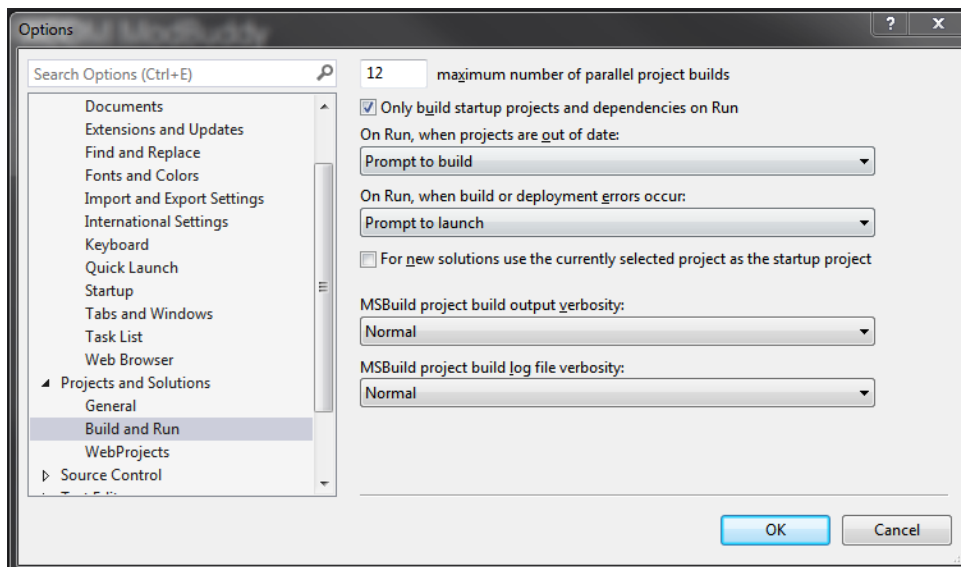 Options
ModBuddy
Search Options (Ctrl+E)
Documents
Extensions and Updates
Find and Replace
Fonts and Colors
Import and Export Settings
International Settings
Keyboard
Quick Launch
Startup
Tabs and Windows
Task List
Web Browser
Projects and Solutions
General
Build and Run
WebProjects
Source Control
12 maximum number of parallel project builds
Only build startup projects and dependencies on Run
On Run, when projects are out of date:
Prompt to build
On Run, when build or deployment errors occur:
Prompt to launch
For new solutions use the currently selected project as the startup project
MSBuild project build output verbosity:
Normal
MSBuild project build log file verbosity:
Normal
OK
Cancel